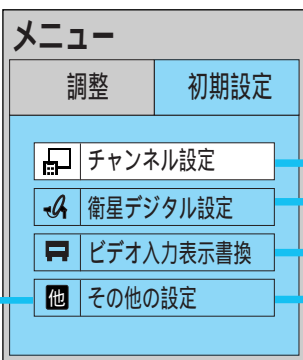 メニュー
調整 初期設定
チャンネル設定
衛星デジタル設定
ビデオ入力表示書換
他 その他の設定